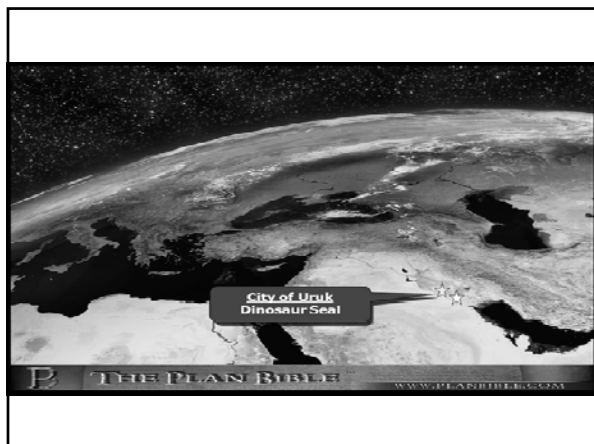 City of Uruk
Dinosaur Seal
THE PLAN BIBLE
WWW.PLANBIBLE.COM